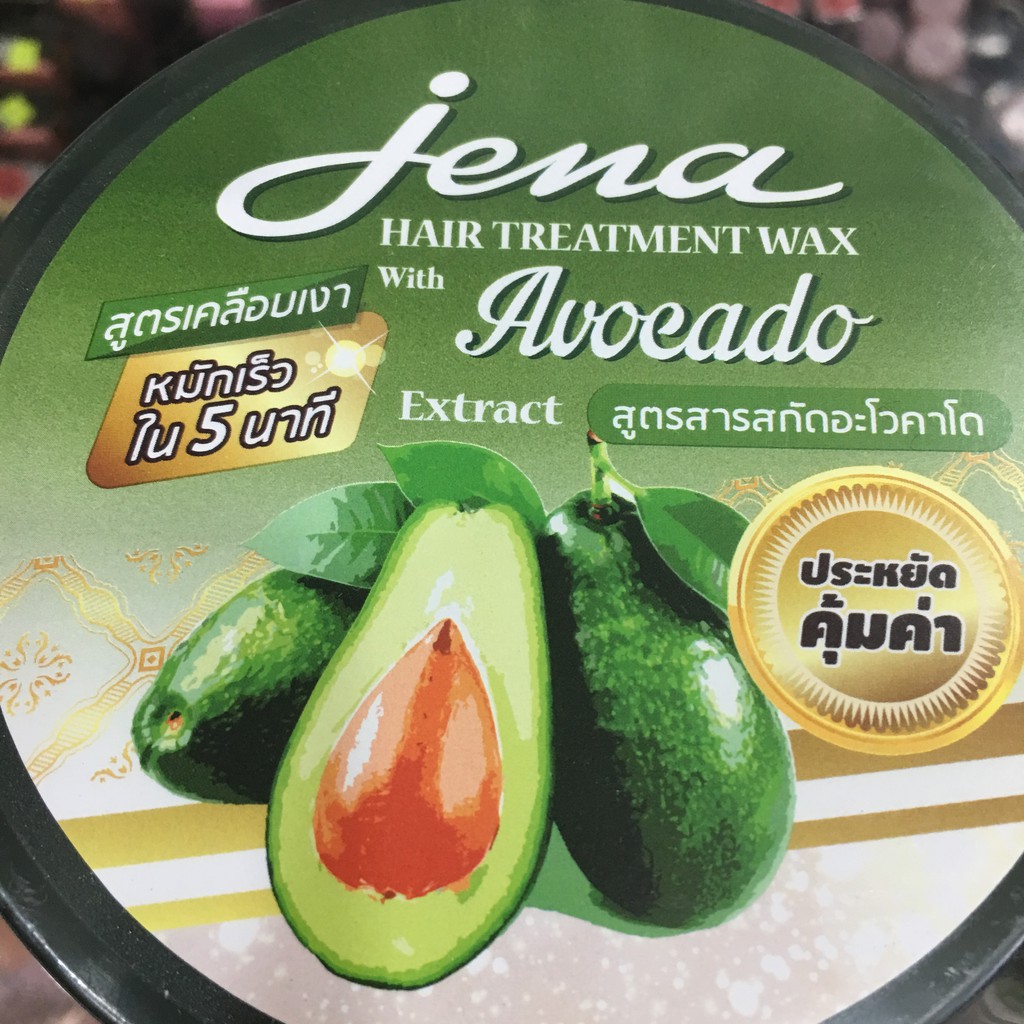 jena
HAIR TREATMENT WAX
With
Avocado
Extract
สูตรสารสกัดอะโวคาโด
สูตรเคลือบเงา
หมักเร็ว
ใน 5 นาที
ประหยัด
คุ้มค่า